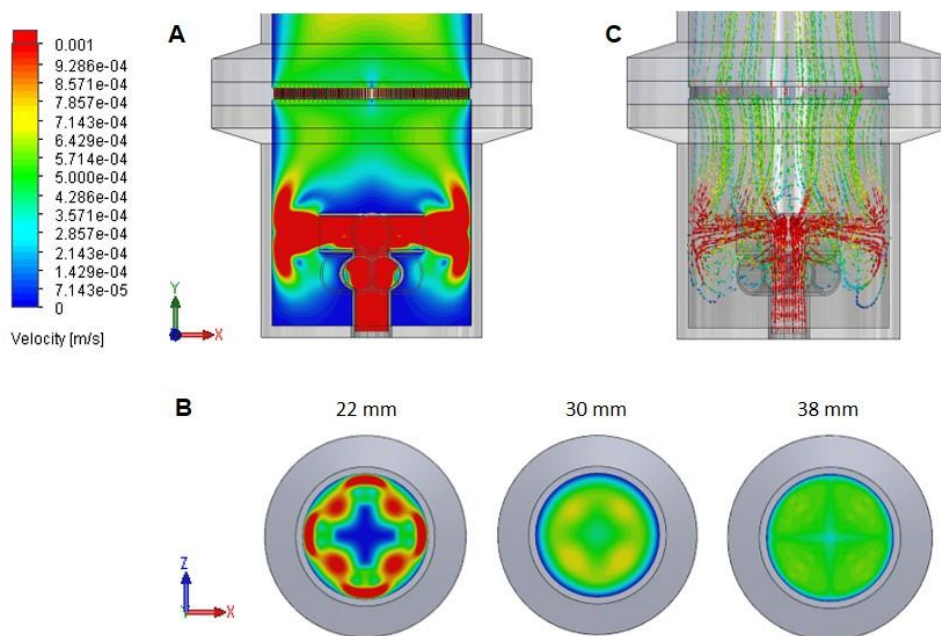 A
C
0.001
9.286e-04
8.571e-04
7.857e-04
7.143e-04
6.429e-04
5.714e-04
5.000e-04
4.286e-04
3.571e-04
2.857e-04
2.143e-04
1.429e-04
7.143e-05
0
Velocity [m/s]
Y
X
B
22 mm
30 mm
38 mm
Z
Y
X